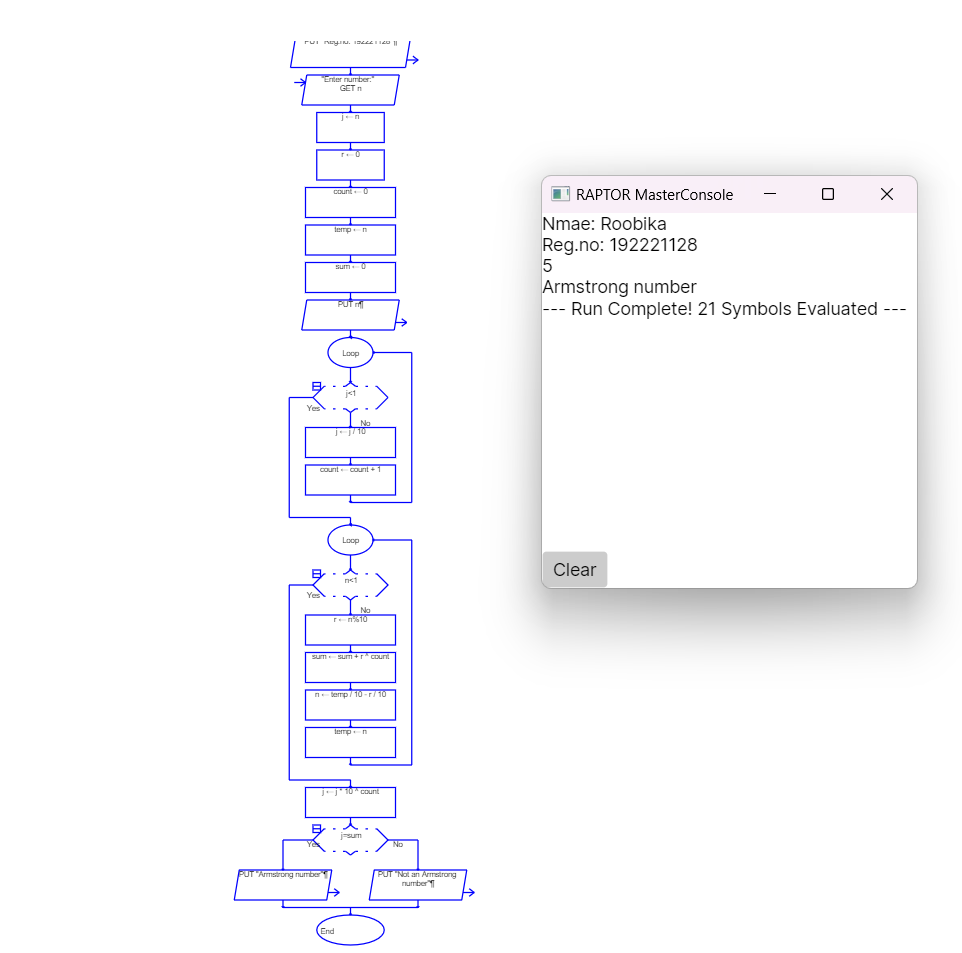 PUT "Reg.no: 192221128"¶
"Enter number:"
GET n
j ← n
r ← 0
count ← 0
temp ← n
sum ← 0
PUT n¶
Loop
j<1
Yes
No
j ← j / 10
count ← count + 1
Loop
n<1
Yes
No
r ← n%10
sum ← sum + r ^ count
n ← temp / 10 - r / 10
temp ← n
j ← j * 10 ^ count
j=sum
Yes
No
PUT "Armstrong number"¶
PUT "Not an Armstrong
number"¶
End
RAPTOR MasterConsole
Nmae: Roobika
Reg.no: 192221128
5
Armstrong number
--- Run Complete! 21 Symbols Evaluated ---
Clear